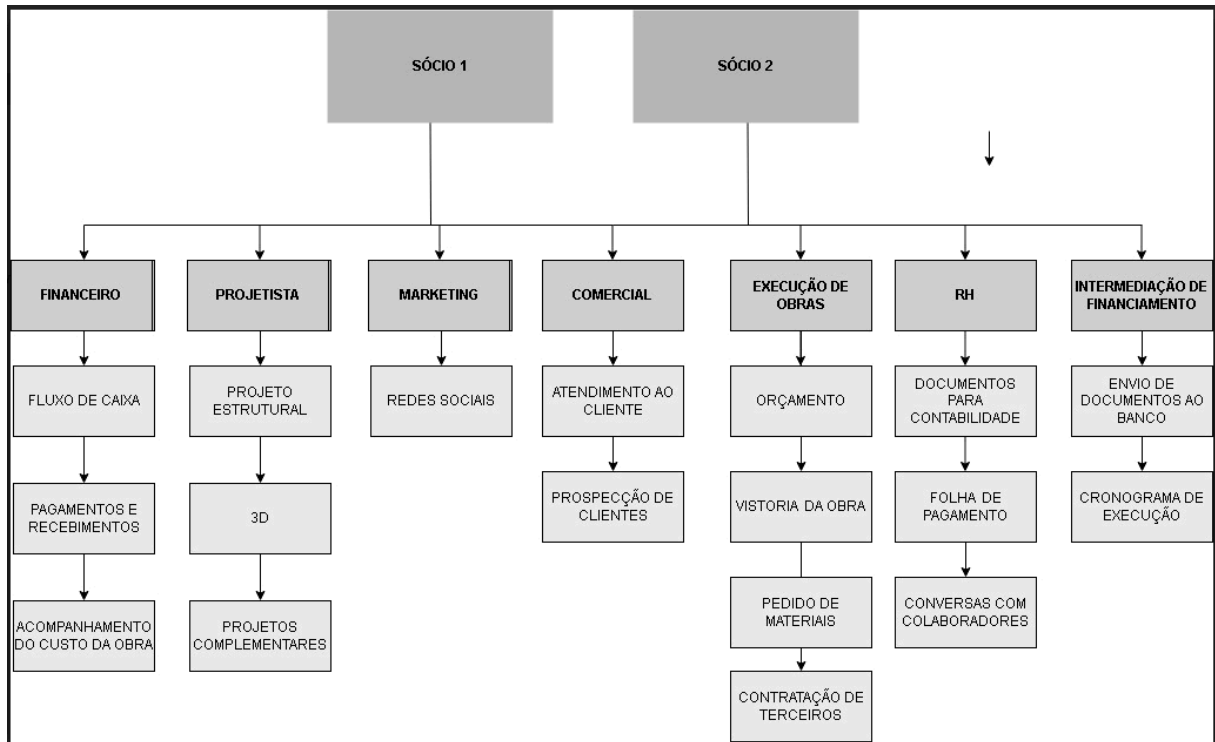 SÓCIO 1
SÓCIO 2
FINANCEIRO
PROJETISTA
MARKETING
COMERCIAL
EXECUÇÃO DE
OBRAS
RH
INTERMEDIAÇÃO DE
FINANCIAMENTO
FLUXO DE CAIXA
PROJETO
ESTRUTURAL
REDES SOCIAIS
ATENDIMENTO AO
CLIENTE
ORÇAMENTO
DOCUMENTOS
PARA
CONTABILIDADE
ENVIO DE
DOCUMENTOS AO
BANCO
PAGAMENTOS E
RECEBIMENTOS
3D
PROSPECÇÃO DE
CLIENTES
VISTORIA DA OBRA
FOLHA DE
PAGAMENTO
CRONOGRAMA DE
EXECUÇÃO
ACOMPANHAMENTO
DO CUSTO DA OBRA
PROJETOS
COMPLEMENTARES
PEDIDO DE
MATERIAIS
CONVERSAS COM
COLABORADORES
CONTRATAÇÃO DE
TERCEIROS